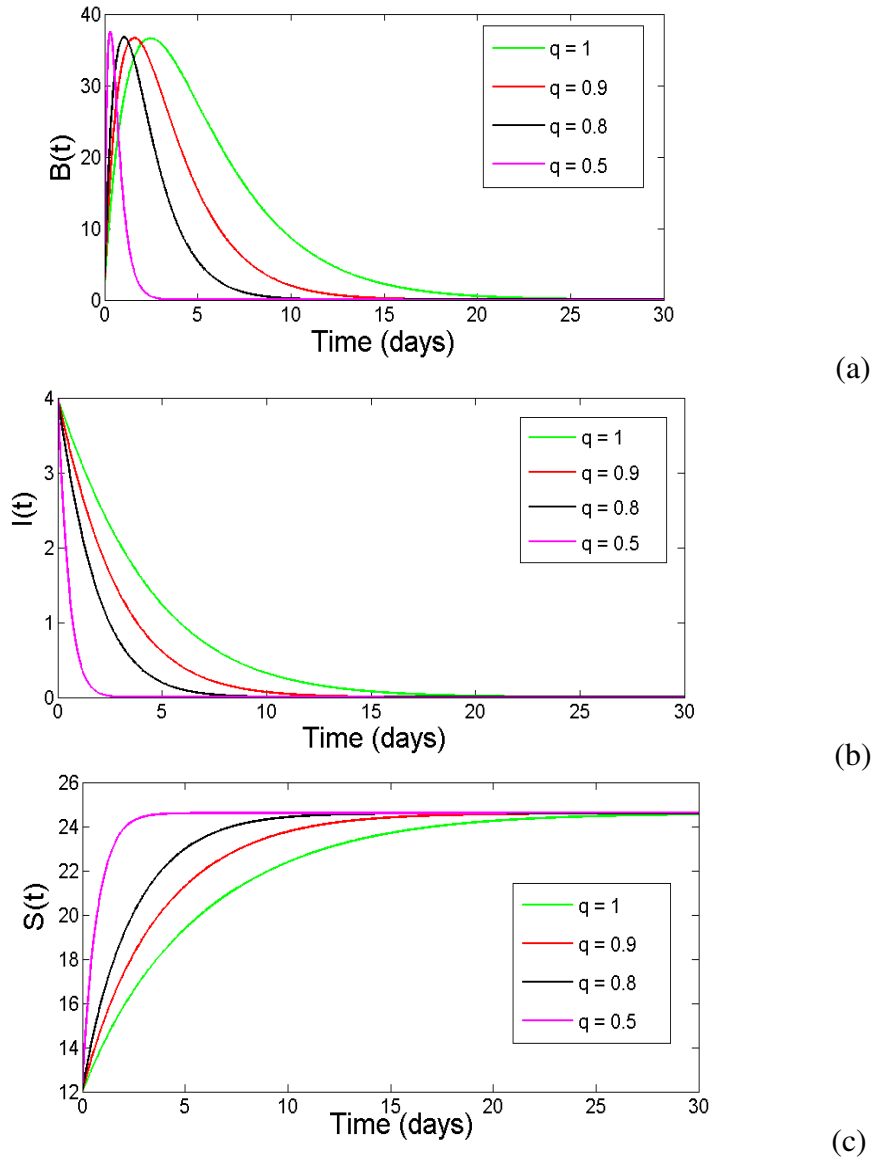 40
30
20
10
0
B(t)
q = 1
q = 0.9
q = 0.8
q = 0.5
0 5 10 15 20 25 30
Time (days)
(a)
4
3
2
1
0
I(t)
q = 1
q = 0.9
q = 0.8
q = 0.5
0 5 10 15 20 25 30
Time (days)
(b)
26
24
22
20
18
16
14
12
S(t)
q = 1
q = 0.9
q = 0.8
q = 0.5
0 5 10 15 20 25 30
Time (days)
(c)